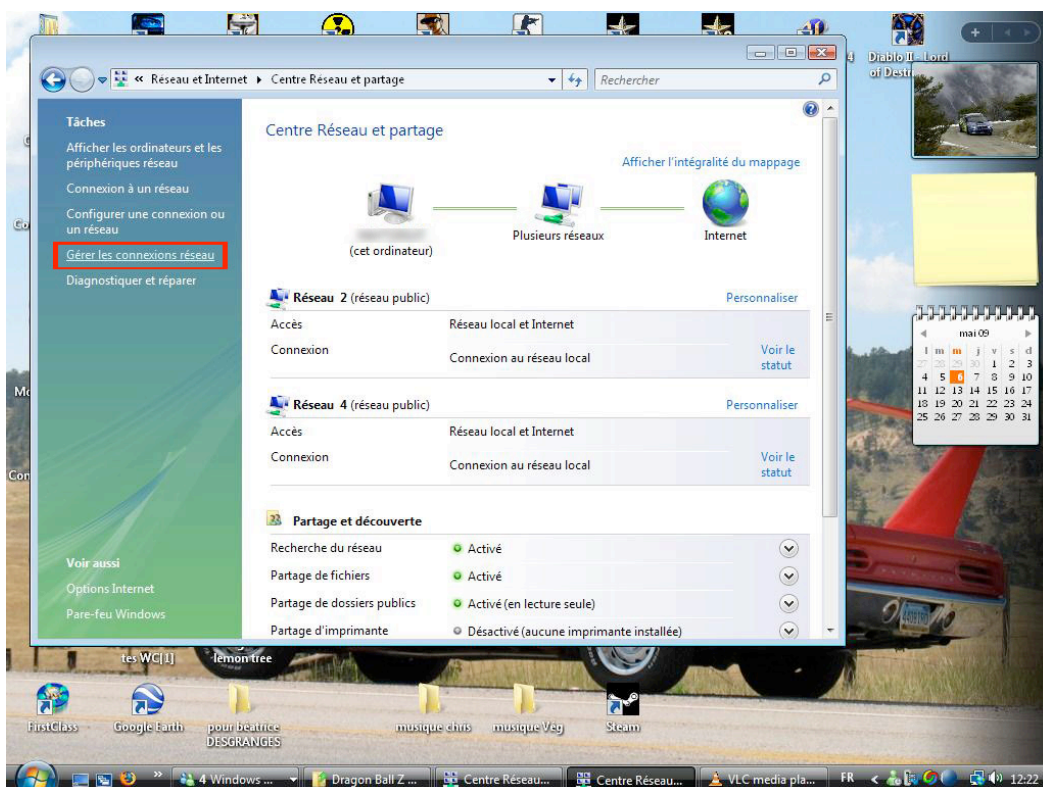 Diablo II - Lord
of Destr
« Réseau et Internet ▸ Centre Réseau et partage
Rechercher
Tâches
Afficher les ordinateurs et les
périphériques réseau
Connexion à un réseau
Configurer une connexion ou
un réseau
Gérer les connexions réseau
Diagnostiquer et réparer
Voir aussi
Options Internet
Pare-feu Windows
Centre Réseau et partage
Afficher l'intégralité du mappage
(cet ordinateur)
Plusieurs réseaux
Internet
Réseau 2 (réseau public)
Personnaliser
Accès
Réseau local et Internet
Connexion
Connexion au réseau local
Voir le
statut
Réseau 4 (réseau public)
Personnaliser
Accès
Réseau local et Internet
Connexion
Connexion au réseau local
Voir le
statut
Partage et découverte
Recherche du réseau
Activé
Partage de fichiers
Activé
Partage de dossiers publics
Activé (en lecture seule)
Partage d'imprimante
Désactivé (aucune imprimante installée)
mai 09
l m m j v s d
27 28 29 30 1 2 3
4 5 6 7 8 9 10
11 12 13 14 15 16 17
18 19 20 21 22 23 24
25 26 27 28 29 30 31
tes WC[1]
lemon tree
FirstClass
Google Earth
pour béatrice
DESGRANGES
musique chris
musique Vég
Steam
4 Windows ...
Dragon Ball Z ...
Centre Réseau...
Centre Réseau...
VLC media pla...
FR
12:22